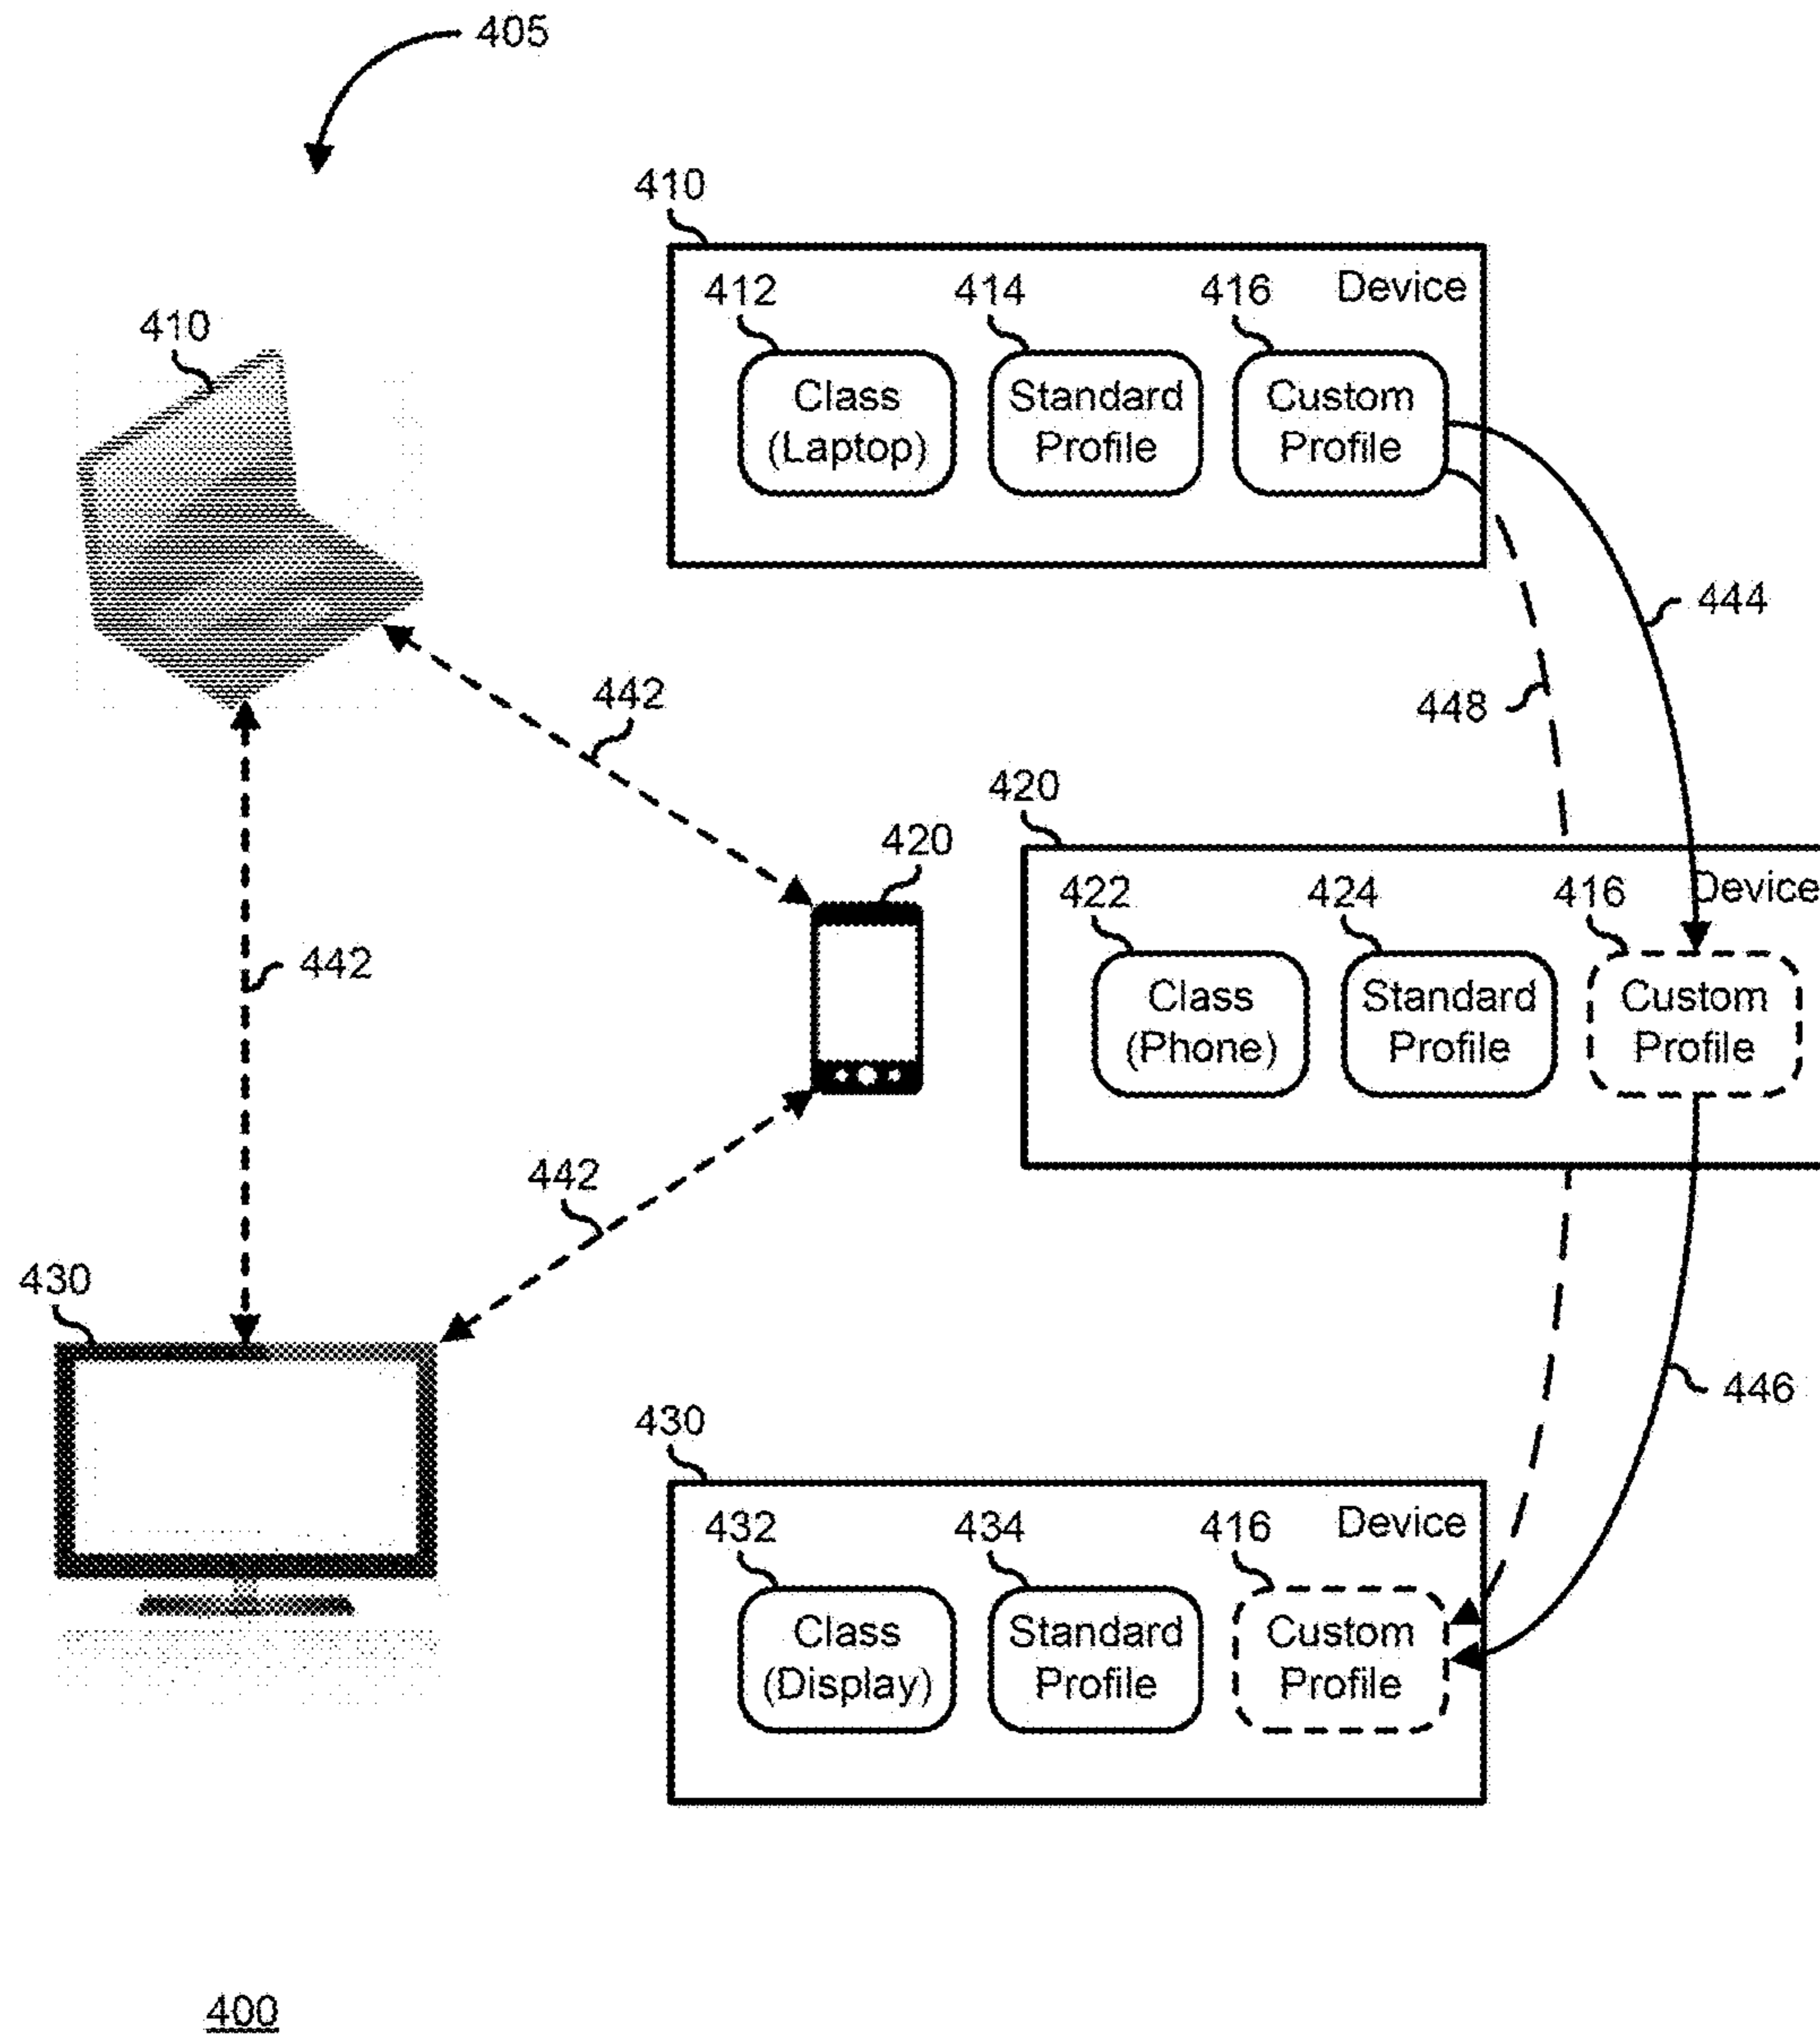 405
410
412 414 416 Device
410
Class (Laptop)
Standard Profile
Custom Profile
444
442
448
420
420
422 424 416 Device
442
Class (Phone)
Standard Profile
Custom Profile
442
430
446
430
432 434 416 Device
Class (Display)
Standard Profile
Custom Profile
400